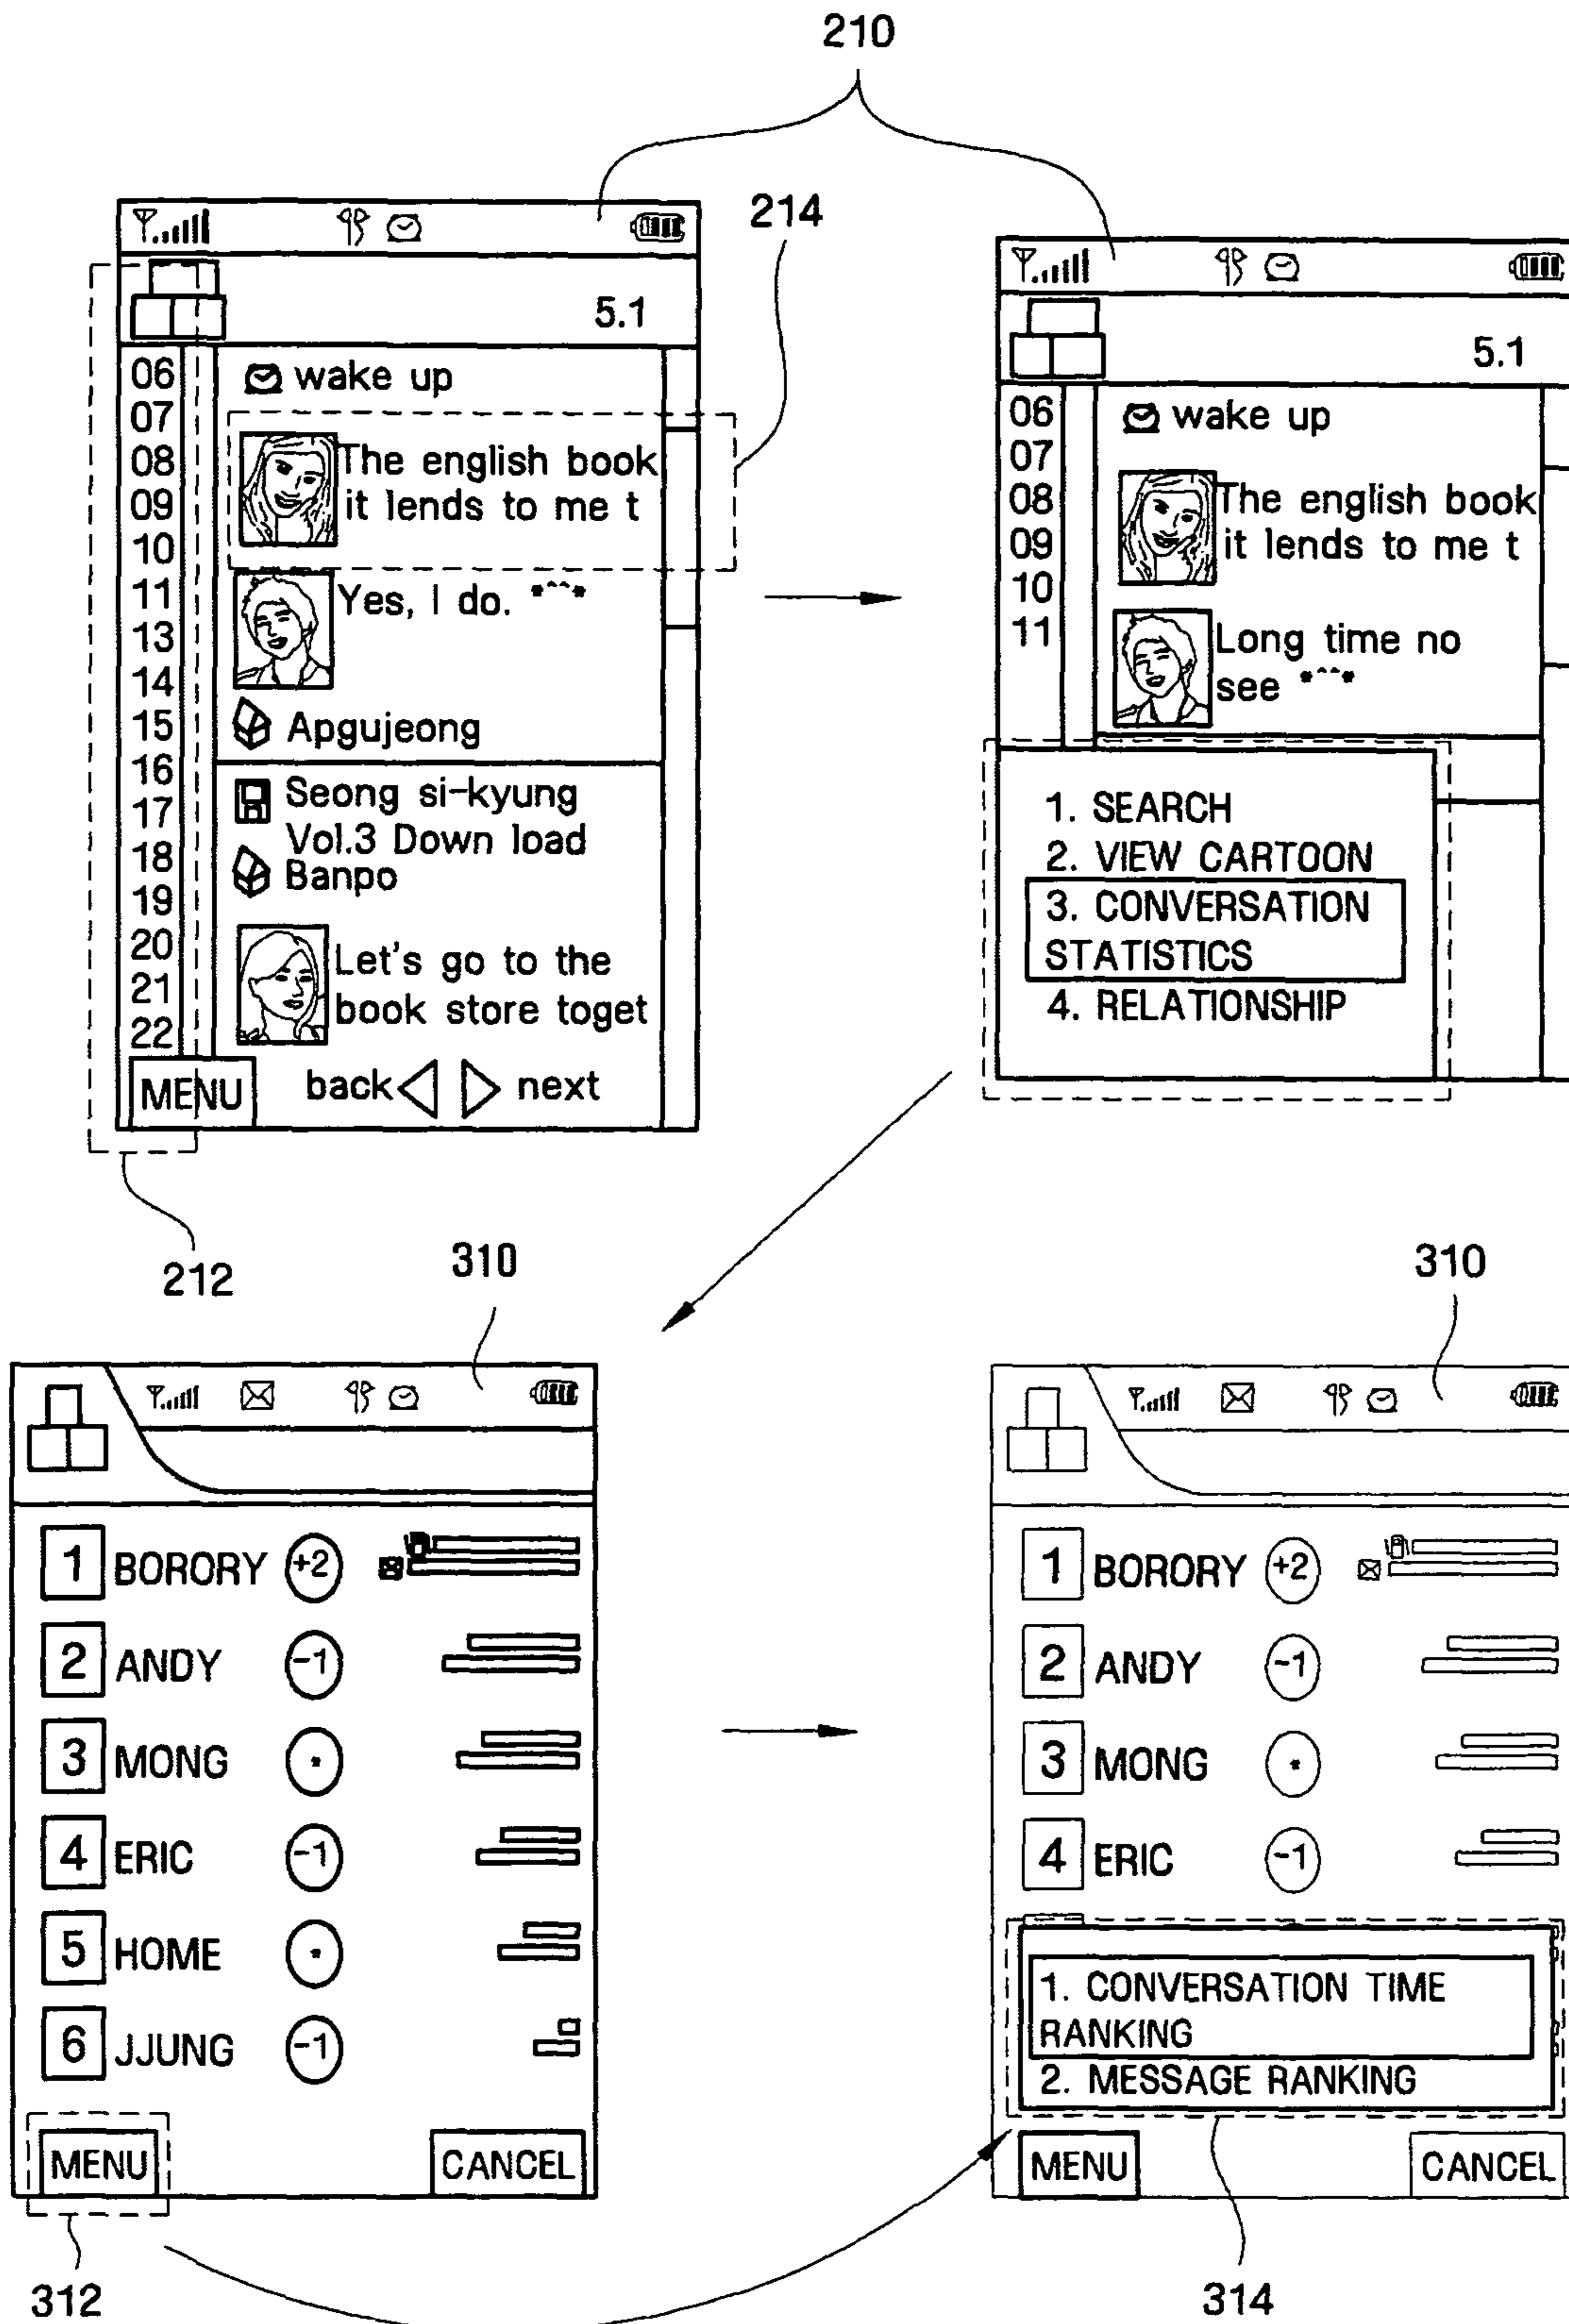 210
214
5.1
06
07
08
09
10
11
13
14
15
16
17
18
19
20
21
22
wake up
The english book
it lends to me t
Yes, I do. *^^*
Apgujeong
Seong si-kyung
Vol.3 Down load
Banpo
Let's go to the
book store toget
MENU back next
212
5.1
06
07
08
09
10
11
wake up
The english book
it lends to me t
Long time no
see *^^*
1. SEARCH
2. VIEW CARTOON
3. CONVERSATION
STATISTICS
4. RELATIONSHIP
310
1 BORORY +2
2 ANDY -1
3 MONG *
4 ERIC -1
5 HOME *
6 JJUNG -1
MENU CANCEL
312
310
1 BORORY +2
2 ANDY -1
3 MONG *
4 ERIC -1
1. CONVERSATION TIME
RANKING
2. MESSAGE RANKING
MENU CANCEL
314